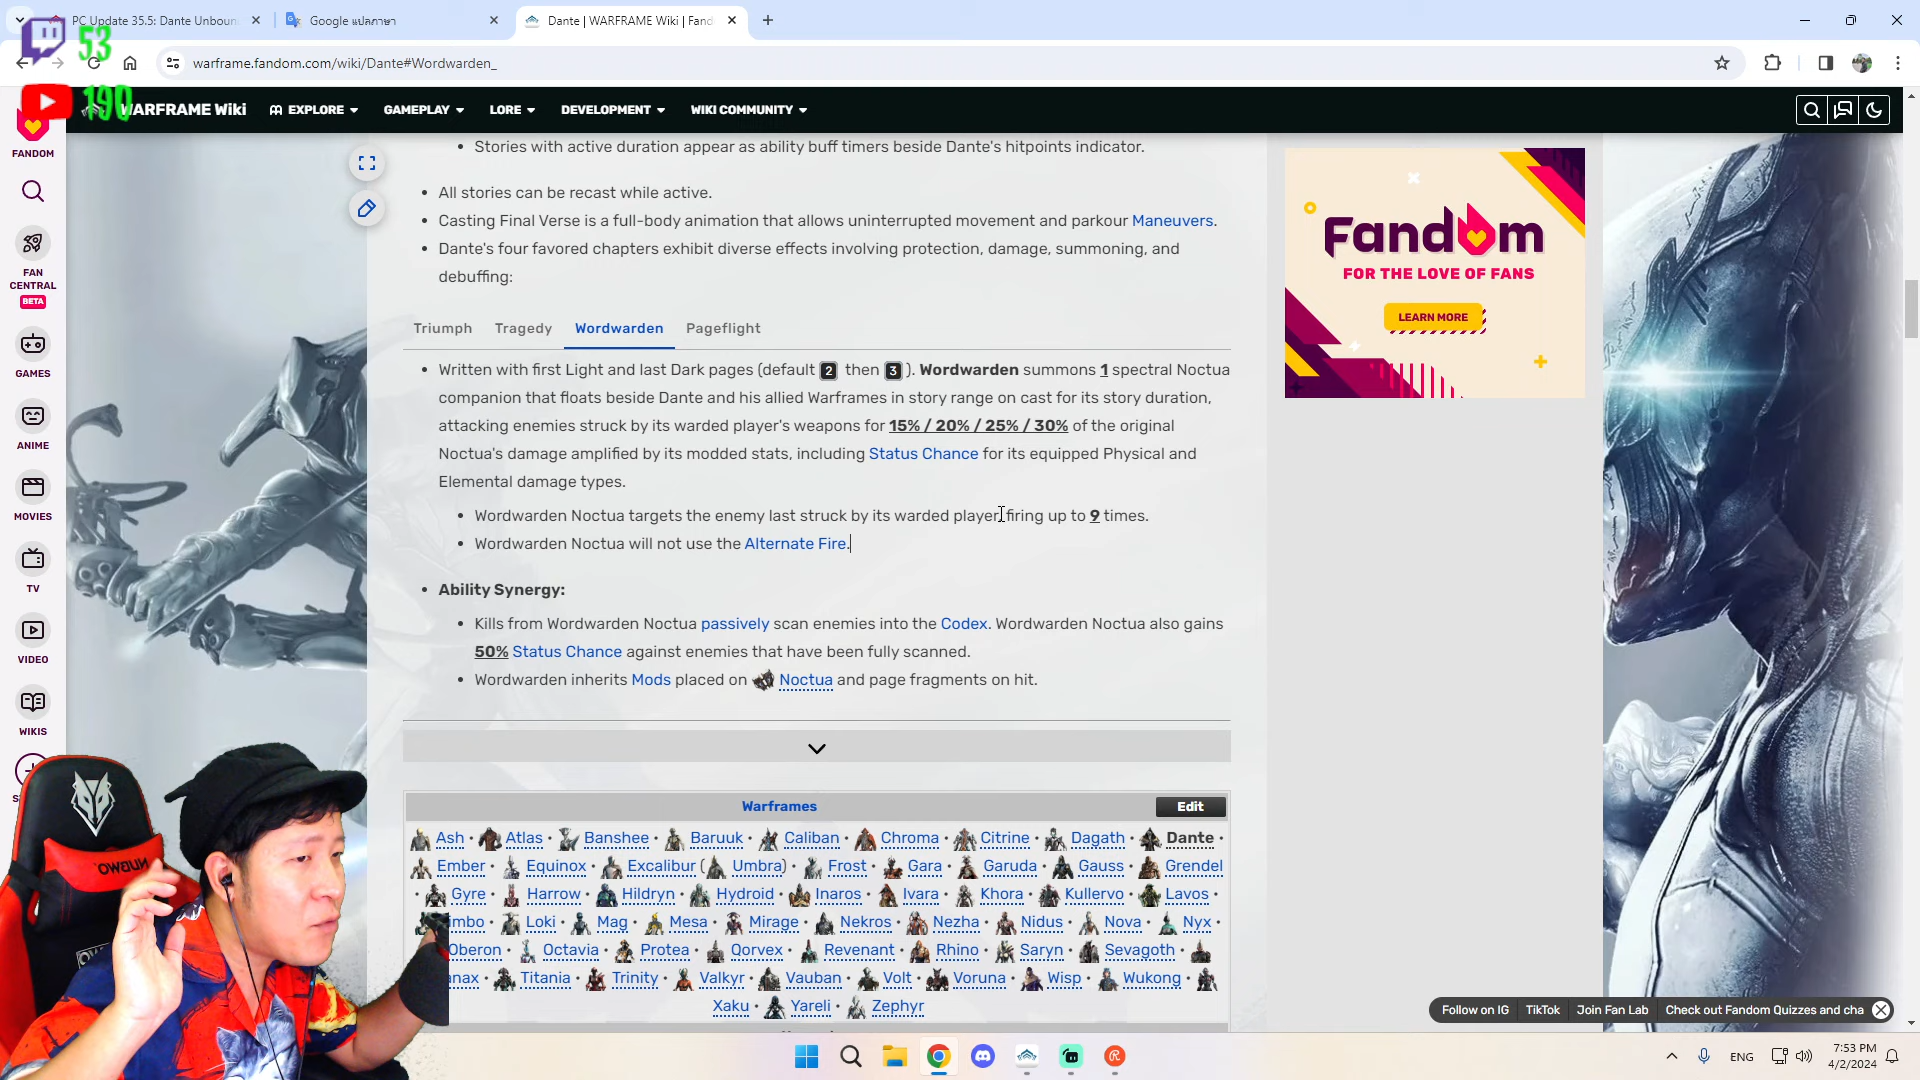 PC Update 35.5: Dante Unboun
Google แปลภาษา
Dante | WARFRAME Wiki | Fand
53
warframe.fandom.com/wiki/Dante#Wordwarden_
190
WARFRAME Wiki
EXPLORE
GAMEPLAY
LORE
DEVELOPMENT
WIKI COMMUNITY
FANDOM
FAN CENTRAL
BETA
GAMES
ANIME
MOVIES
TV
VIDEO
WIKIS
Stories with active duration appear as ability buff timers beside Dante's hitpoints indicator.
All stories can be recast while active.
Casting Final Verse is a full-body animation that allows uninterrupted movement and parkour Maneuvers.
Dante's four favored chapters exhibit diverse effects involving protection, damage, summoning, and
debuffing:
Triumph Tragedy Wordwarden Pageflight
Written with first Light and last Dark pages (default 2 then 3 ). Wordwarden summons 1 spectral Noctua
companion that floats beside Dante and his allied Warframes in story range on cast for its story duration,
attacking enemies struck by its warded player's weapons for 15% / 20% / 25% / 30% of the original
Noctua's damage amplified by its modded stats, including Status Chance for its equipped Physical and
Elemental damage types.
Wordwarden Noctua targets the enemy last struck by its warded player, firing up to 9 times.
Wordwarden Noctua will not use the Alternate Fire.
Ability Synergy:
Kills from Wordwarden Noctua passively scan enemies into the Codex. Wordwarden Noctua also gains
50% Status Chance against enemies that have been fully scanned.
Wordwarden inherits Mods placed on Noctua and page fragments on hit.
Warframes
Edit
Ash • Atlas • Banshee • Baruuk • Caliban • Chroma • Citrine • Dagath • Dante •
Ember • Equinox • Excalibur ( Umbra) • Frost • Gara • Garuda • Gauss • Grendel
• Gyre • Harrow • Hildryn • Hydroid • Inaros • Ivara • Khora • Kullervo • Lavos •
imbo • Loki • Mag • Mesa • Mirage • Nekros • Nezha • Nidus • Nova • Nyx •
Oberon • Octavia • Protea • Qorvex • Revenant • Rhino • Saryn • Sevagoth •
anax • Titania • Trinity • Valkyr • Vauban • Volt • Voruna • Wisp • Wukong •
Xaku • Yareli • Zephyr
Fandom
FOR THE LOVE OF FANS
LEARN MORE
Follow on IG
TikTok
Join Fan Lab
Check out Fandom Quizzes and cha
NUBWO
ENG
7:53 PM
4/2/2024